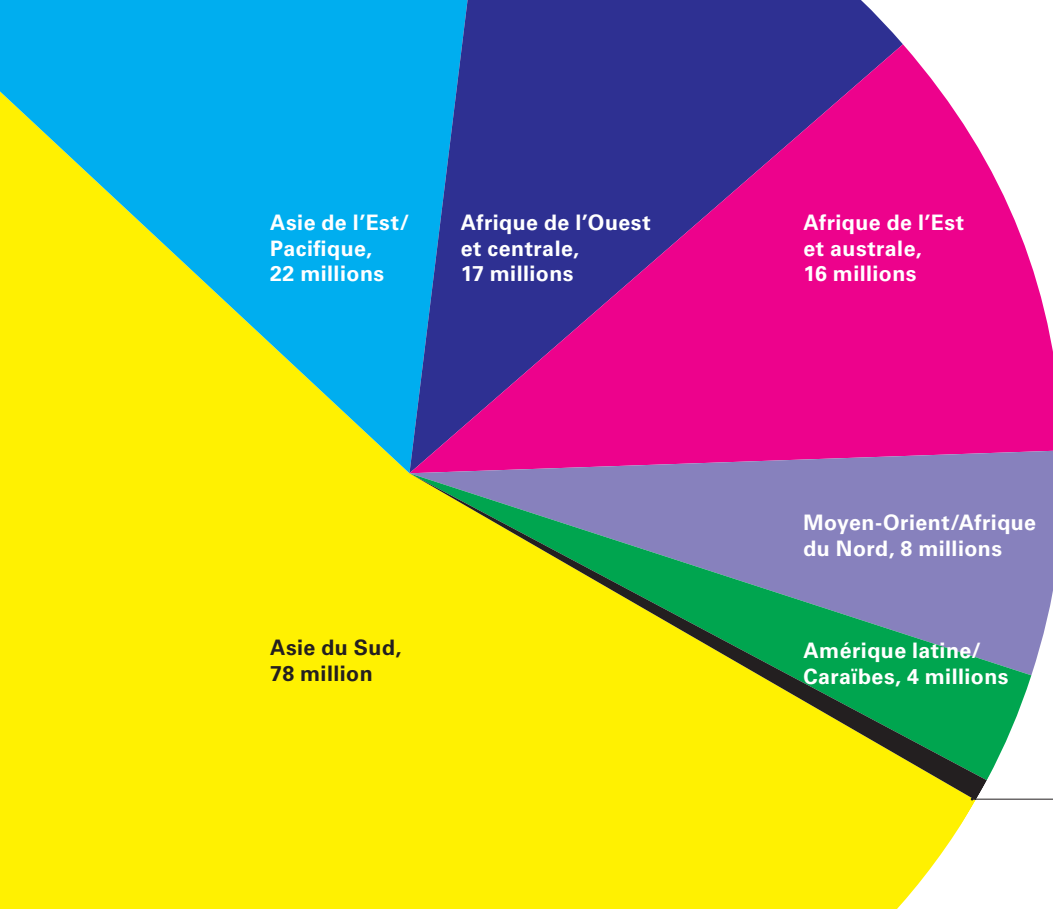 Asie de l’Est/
Pacifique,
22 millions
Afrique de l’Ouest
et centrale,
17 millions
Afrique de l’Est
et australe,
16 millions
Moyen-Orient/Afrique
du Nord, 8 millions
Asie du Sud,
78 million
Amérique latine/
Caraïbes, 4 millions